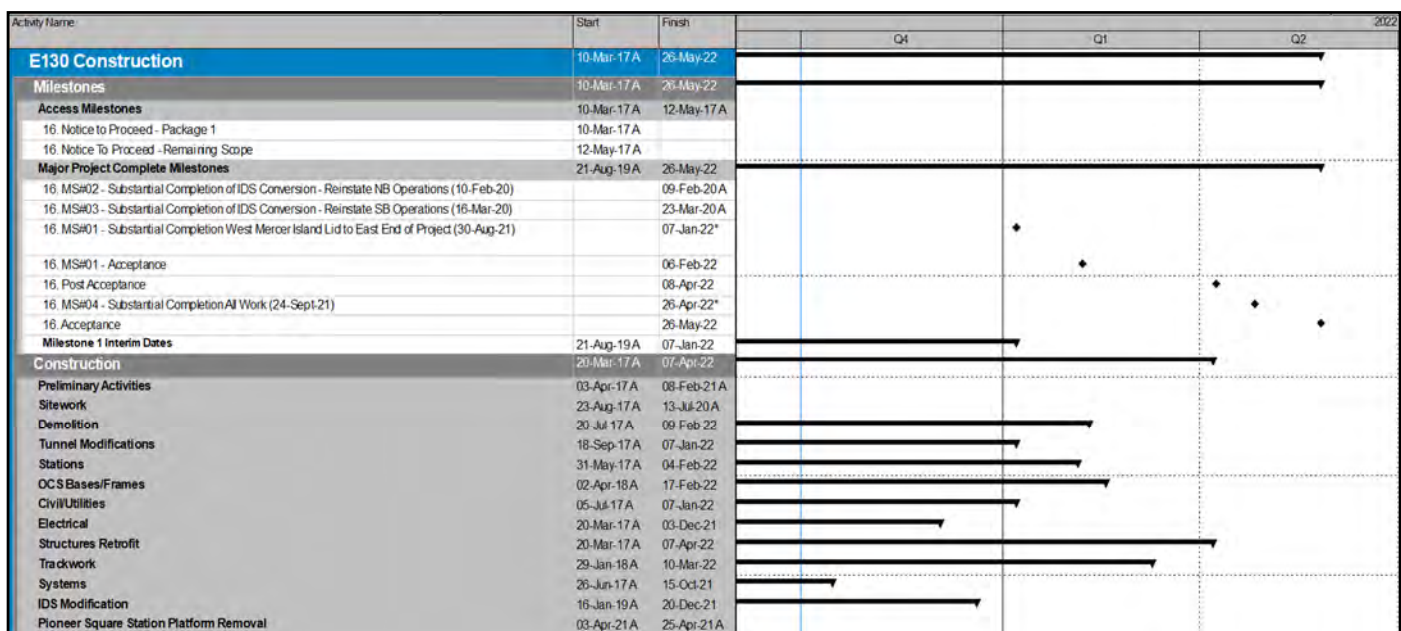 Activity Name Start Finish 2022
Q4 Q1 Q2
E130 Construction 10-Mar-17 A 26-May-22
Milestones 10-Mar-17 A 26-May-22
Access Milestones 10-Mar-17 A 12-May-17 A
16. Notice to Proceed - Package 1 10-Mar-17 A
16. Notice To Proceed - Remaining Scope 12-May-17 A
Major Project Complete Milestones 21-Aug-19 A 26-May-22
16. MS#02 - Substantial Completion of IDS Conversion - Reinstate NB Operations (10-Feb-20) 09-Feb-20 A
16. MS#03 - Substantial Completion of IDS Conversion - Reinstate SB Operations (16-Mar-20) 23-Mar-20 A
16. MS#01 - Substantial Completion West Mercer Island Lid to East End of Project (30-Aug-21) 07-Jan-22*
16. MS#01 - Acceptance 06-Feb-22
16. Post Acceptance 08-Apr-22
16. MS#04 - Substantial Completion All Work (24-Sept-21) 26-Apr-22*
16. Acceptance 26-May-22
Milestone 1 Interim Dates 21-Aug-19 A 07-Jan-22
Construction 20-Mar-17 A 07-Apr-22
Preliminary Activities 03-Apr-17 A 08-Feb-21 A
Sitework 23-Aug-17 A 13-Jul-20 A
Demolition 20-Jul-17 A 09-Feb-22
Tunnel Modifications 18-Sep-17 A 07-Jan-22
Stations 31-May-17 A 04-Feb-22
OCS Bases/Frames 02-Apr-18 A 17-Feb-22
Civil/Utilities 05-Jul-17 A 07-Jan-22
Electrical 20-Mar-17 A 03-Dec-21
Structures Retrofit 20-Mar-17 A 07-Apr-22
Trackwork 29-Jan-18 A 10-Mar-22
Systems 26-Jun-17 A 15-Oct-21
IDS Modification 16-Jan-19 A 20-Dec-21
Pioneer Square Station Platform Removal 03-Apr-21 A 25-Apr-21 A